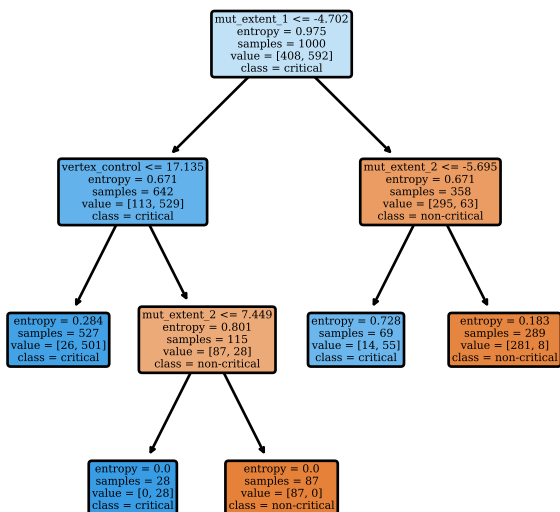 mut_extent_1 <= -4.702
entropy = 0.975
samples = 1000
value = [408, 592]
class = critical
vertex_control <= 17.135
entropy = 0.671
samples = 642
value = [113, 529]
class = critical
mut_extent_2 <= -5.695
entropy = 0.671
samples = 358
value = [295, 63]
class = non-critical
entropy = 0.284
samples = 527
value = [26, 501]
class = critical
mut_extent_2 <= 7.449
entropy = 0.801
samples = 115
value = [87, 28]
class = non-critical
entropy = 0.728
samples = 69
value = [14, 55]
class = critical
entropy = 0.183
samples = 289
value = [281, 8]
class = non-critical
entropy = 0.0
samples = 28
value = [0, 28]
class = critical
entropy = 0.0
samples = 87
value = [87, 0]
class = non-critical